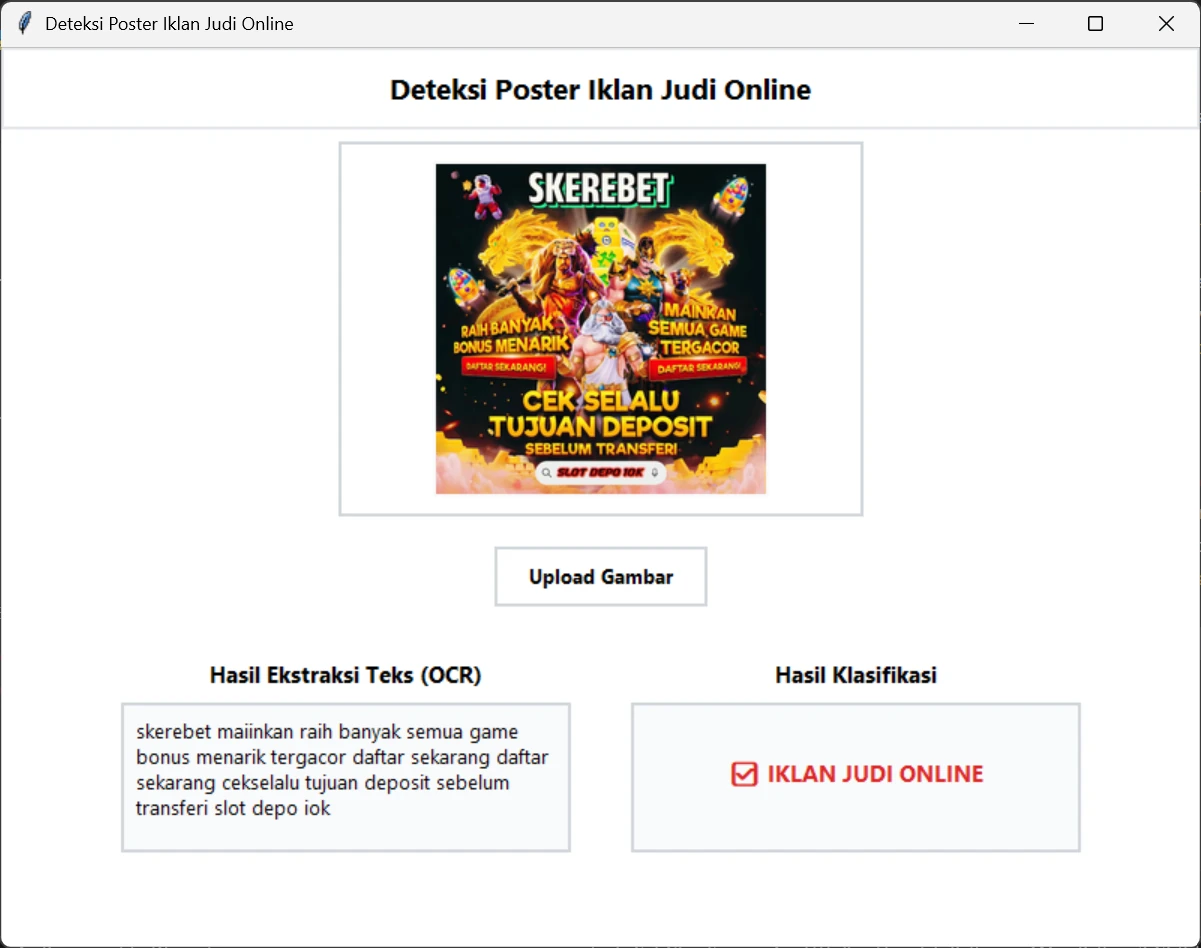 Deteksi Poster Iklan Judi Online
Deteksi Poster Iklan Judi Online
SKEREBET
RAIH BANYAK
BONUS MENARIK
DAFTAR SEKARANG!
MAINKAN
SEMUA GAME
TERGACOR
DAFTAR SEKARANG!
CEK SELALU
TUJUAN DEPOSIT
SEBELUM TRANSFER!
SLOT DEPO 10K
Upload Gambar
Hasil Ekstraksi Teks (OCR)
skerebet maiinkan raih banyak semua game
bonus menarik tergacor daftar sekarang daftar
sekarang cekselalu tujuan deposit sebelum
transferi slot depo iok
Hasil Klasifikasi
IKLAN JUDI ONLINE